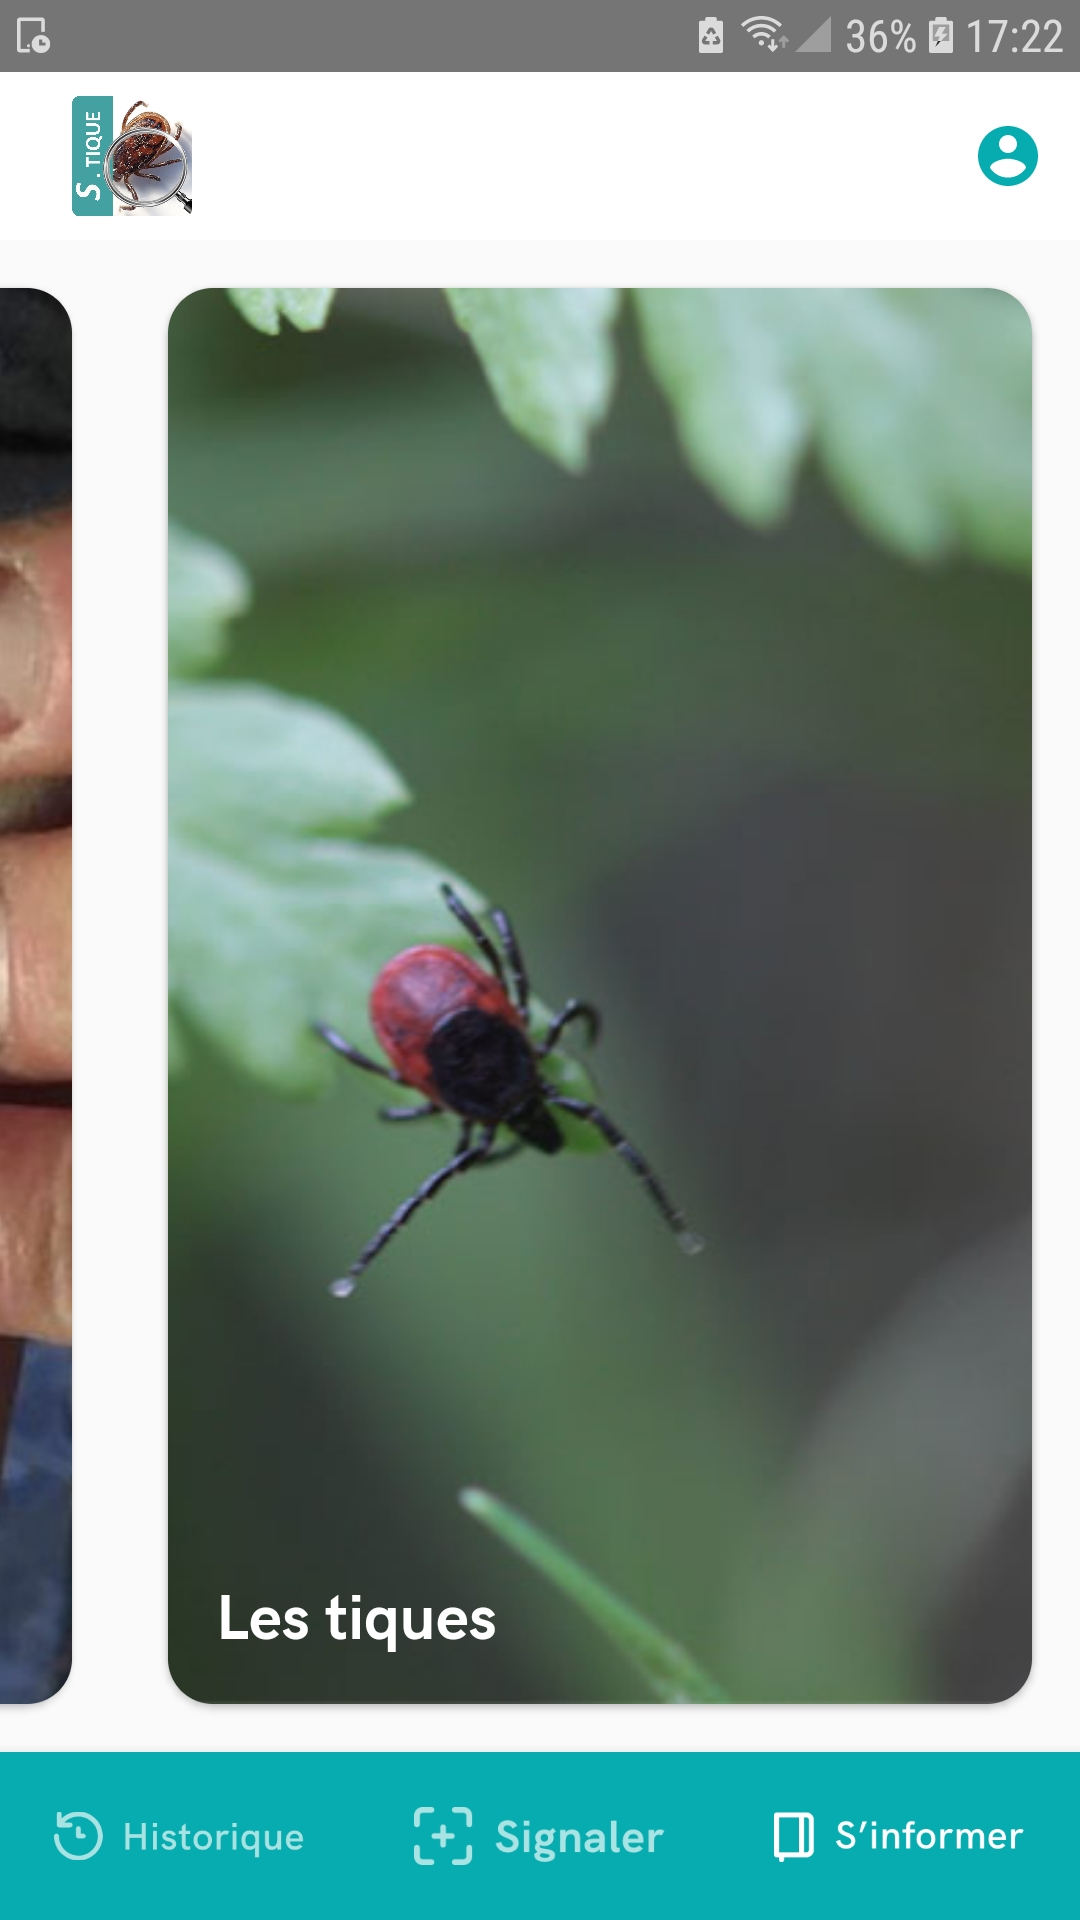 36% 17:22
S. TIQUE
Les tiques
Historique
Signaler
S'informer